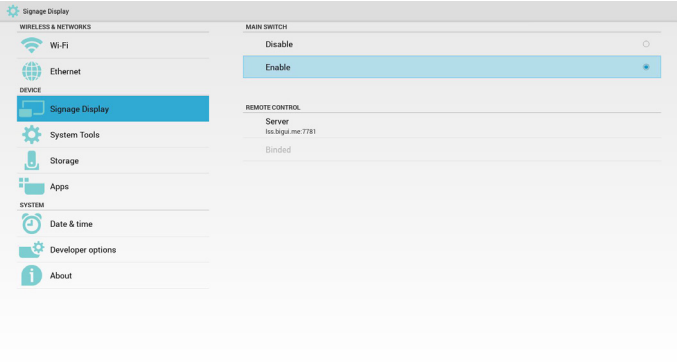 Signage Display
WIRELESS & NETWORKS
Wi-Fi
Ethernet
DEVICE
Signage Display
System Tools
Storage
Apps
SYSTEM
Date & time
Developer options
About
MAIN SWITCH
Disable
Enable
REMOTE CONTROL
Server
lss.bigui.me:7781
Binded